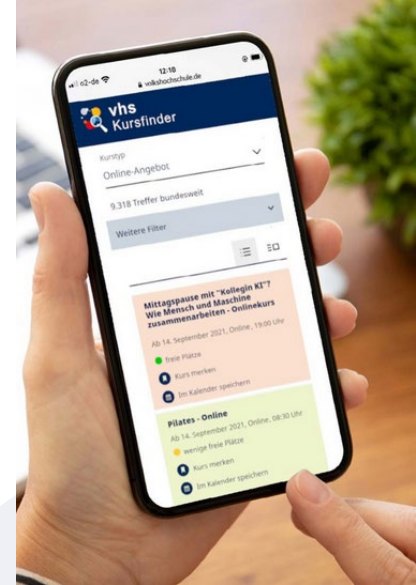 o2-de
12:10
volkshochschule.de
vhs
Kursfinder
Kurstyp
Online-Angebot
9.318 Treffer bundesweit
Weitere Filter
Mittagspause mit "Kollegin KI"?
Wie Mensch und Maschine
zusammenarbeiten - Onlinekurs
Ab 14. September 2021, Online, 19:00 Uhr
freie Plätze
Kurs merken
Im Kalender speichern
Pilates - Online
Ab 14. September 2021, Online, 08:30 Uhr
wenige freie Plätze
Kurs merken
Im Kalender speichern